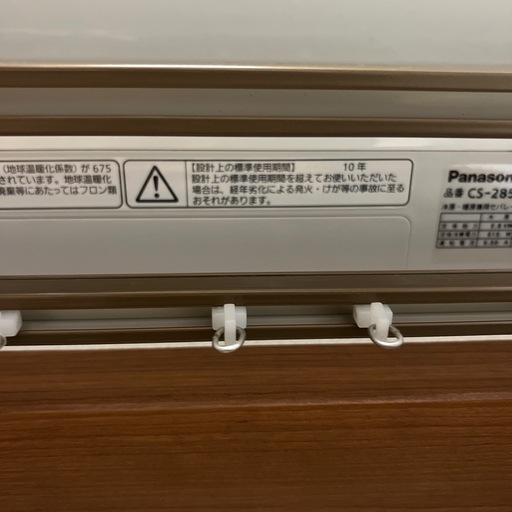 (地球温暖化係数)が 675
されています。地球温暖化
廃棄等にあたってはフロン類
【設計上の標準使用期間】 10 年
設計上の標準使用期間を超えてお使いいただいた
場合は、経年劣化による発火・けが等の事故に至る
おそれがあります。
Panason
品番 CS-285